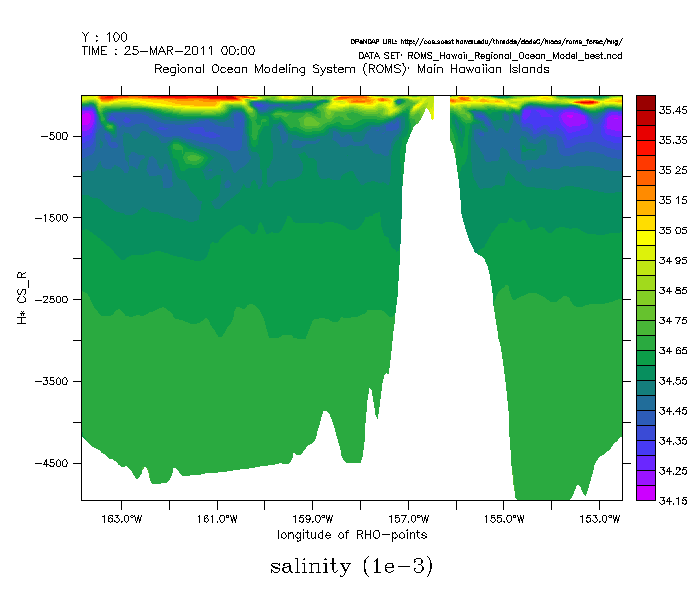 Y : 100
TIME : 25-MAR-2011 00:00
DATA SET: ROMS_Hawaii_Regional_Ocean_Model_best.ncd
Regional Ocean Modeling System (ROMS): Main Hawaiian Islands
−500
−1500
−2500
−3500
−4500
H* CS_R
163.0°W
161.0°W
159.0°W
157.0°W
155.0°W
153.0°W
longitude of RHO−points
salinity (1e−3)
35.45
35.35
35.25
35.15
35.05
34.95
34.85
34.75
34.65
34.55
34.45
34.35
34.25
34.15